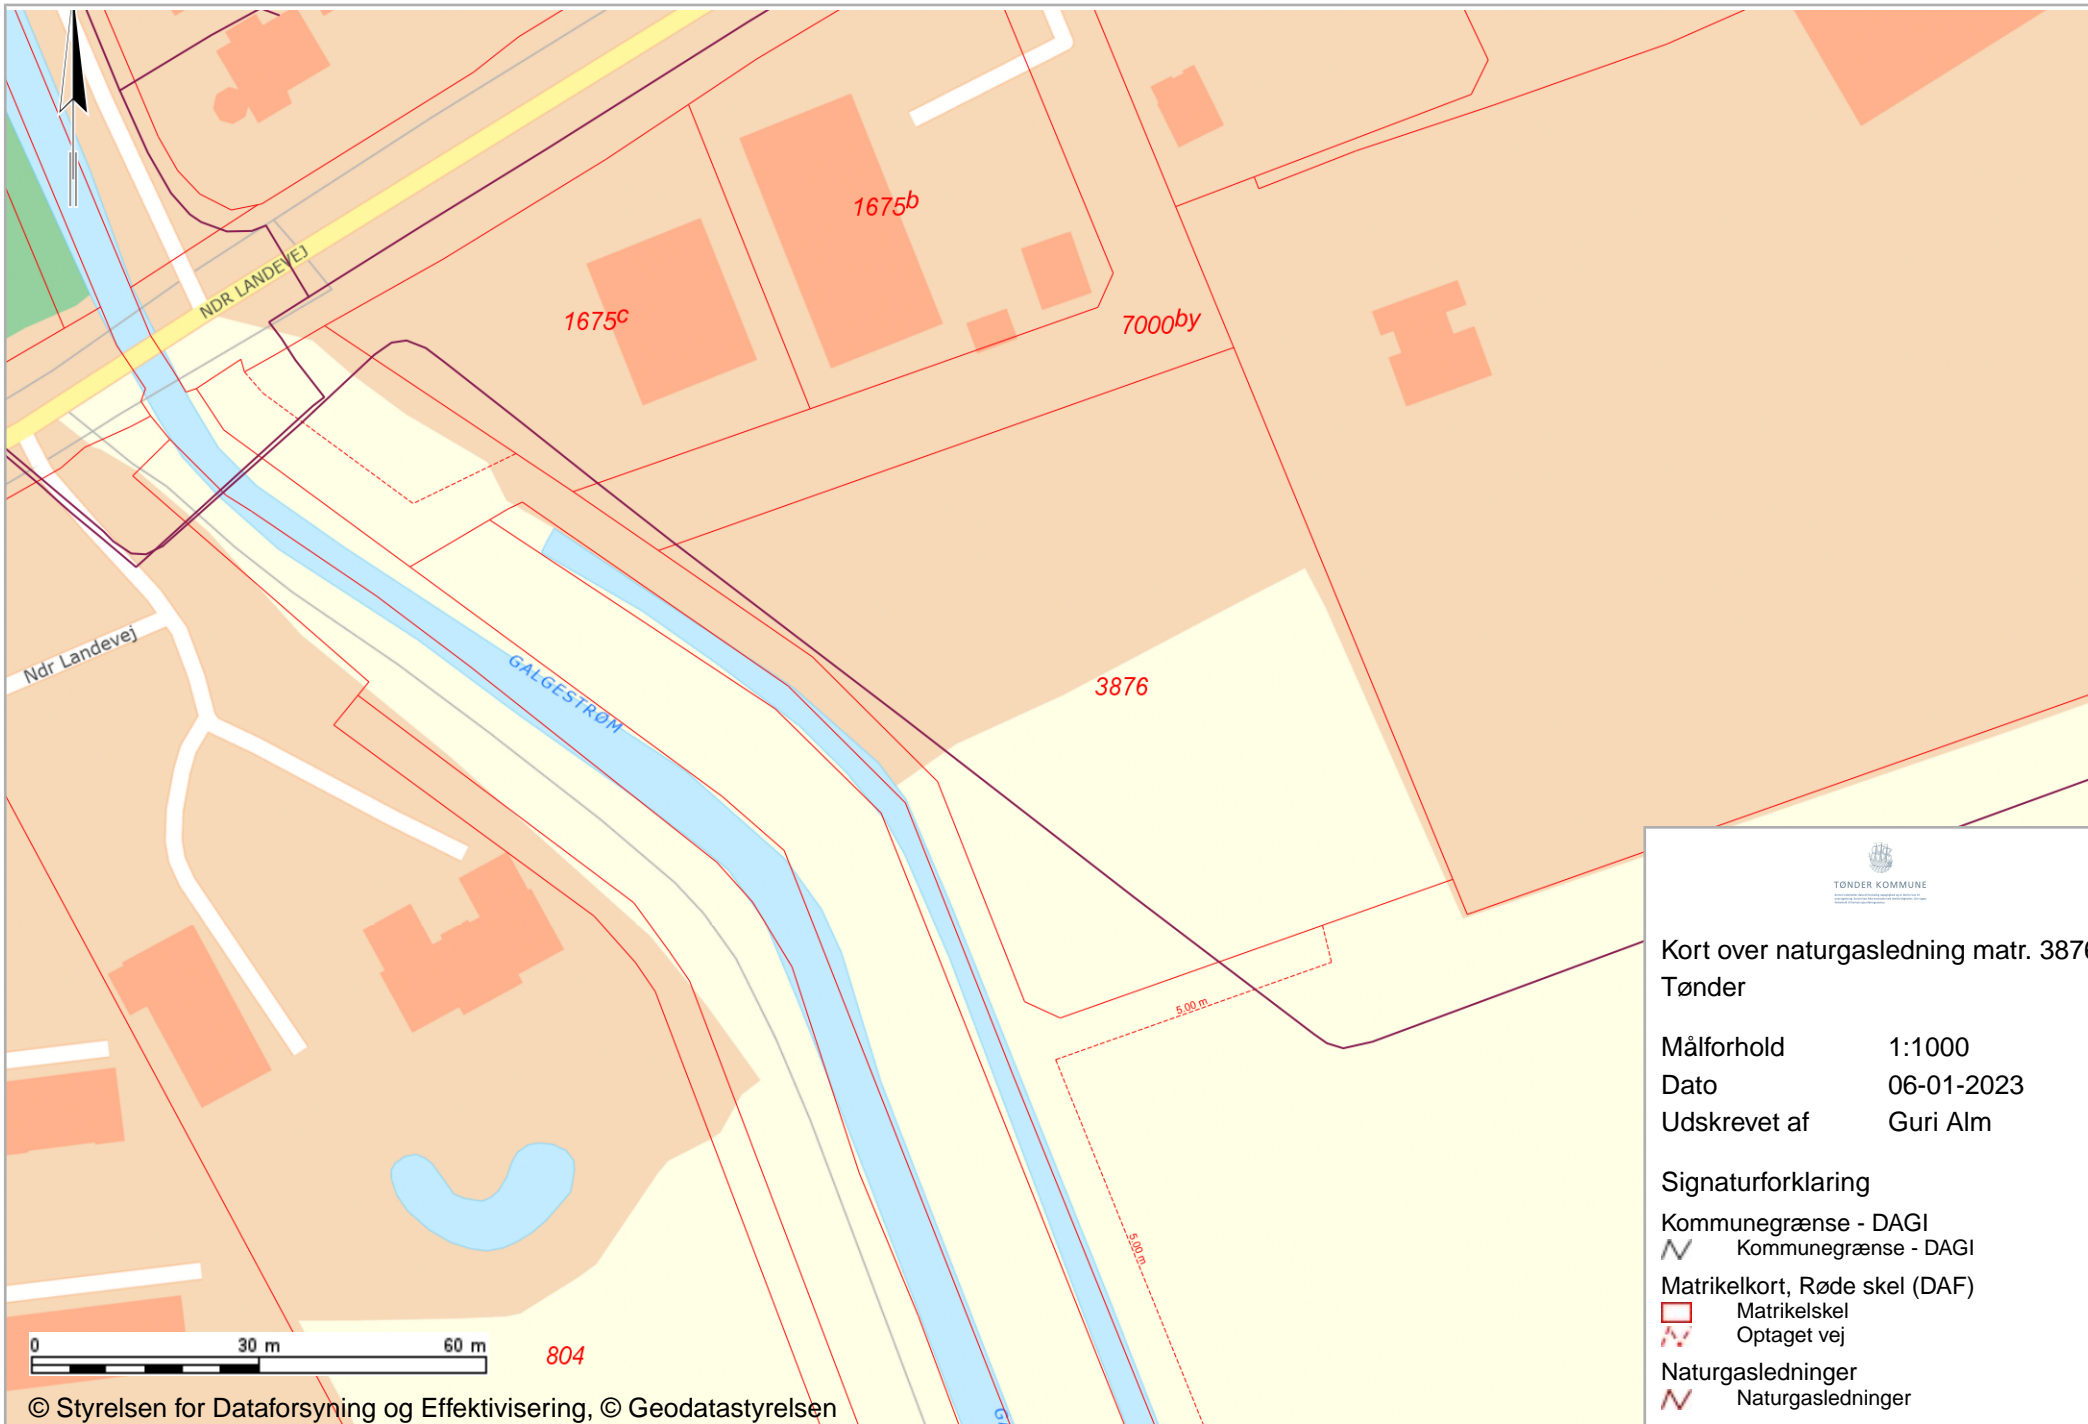 1675b
1675c
7000by
NDR LANDEVEJ
Ndr Landevej
GALGESTRØM
3876
5.00 m
5.00 m
804
0 30 m 60 m
© Styrelsen for Dataforsyning og Effektivisering, © Geodatastyrelsen
TØNDER KOMMUNE
Kort over naturgasledning matr. 3876
Tønder
Målforhold 1:1000
Dato 06-01-2023
Udskrevet af Guri Alm
Signaturforklaring
Kommunegrænse - DAGI
Kommunegrænse - DAGI
Matrikelkort, Røde skel (DAF)
Matrikelskel
Optaget vej
Naturgasledninger
Naturgasledninger